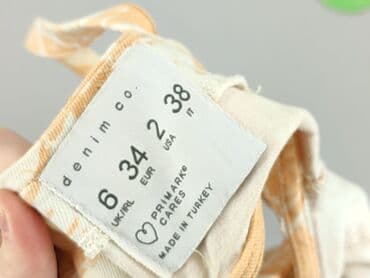 denim co.
6 34 2 38
UK/IRL EUR USA IT
PRIMARK®
CARES
MADE IN TURKEY